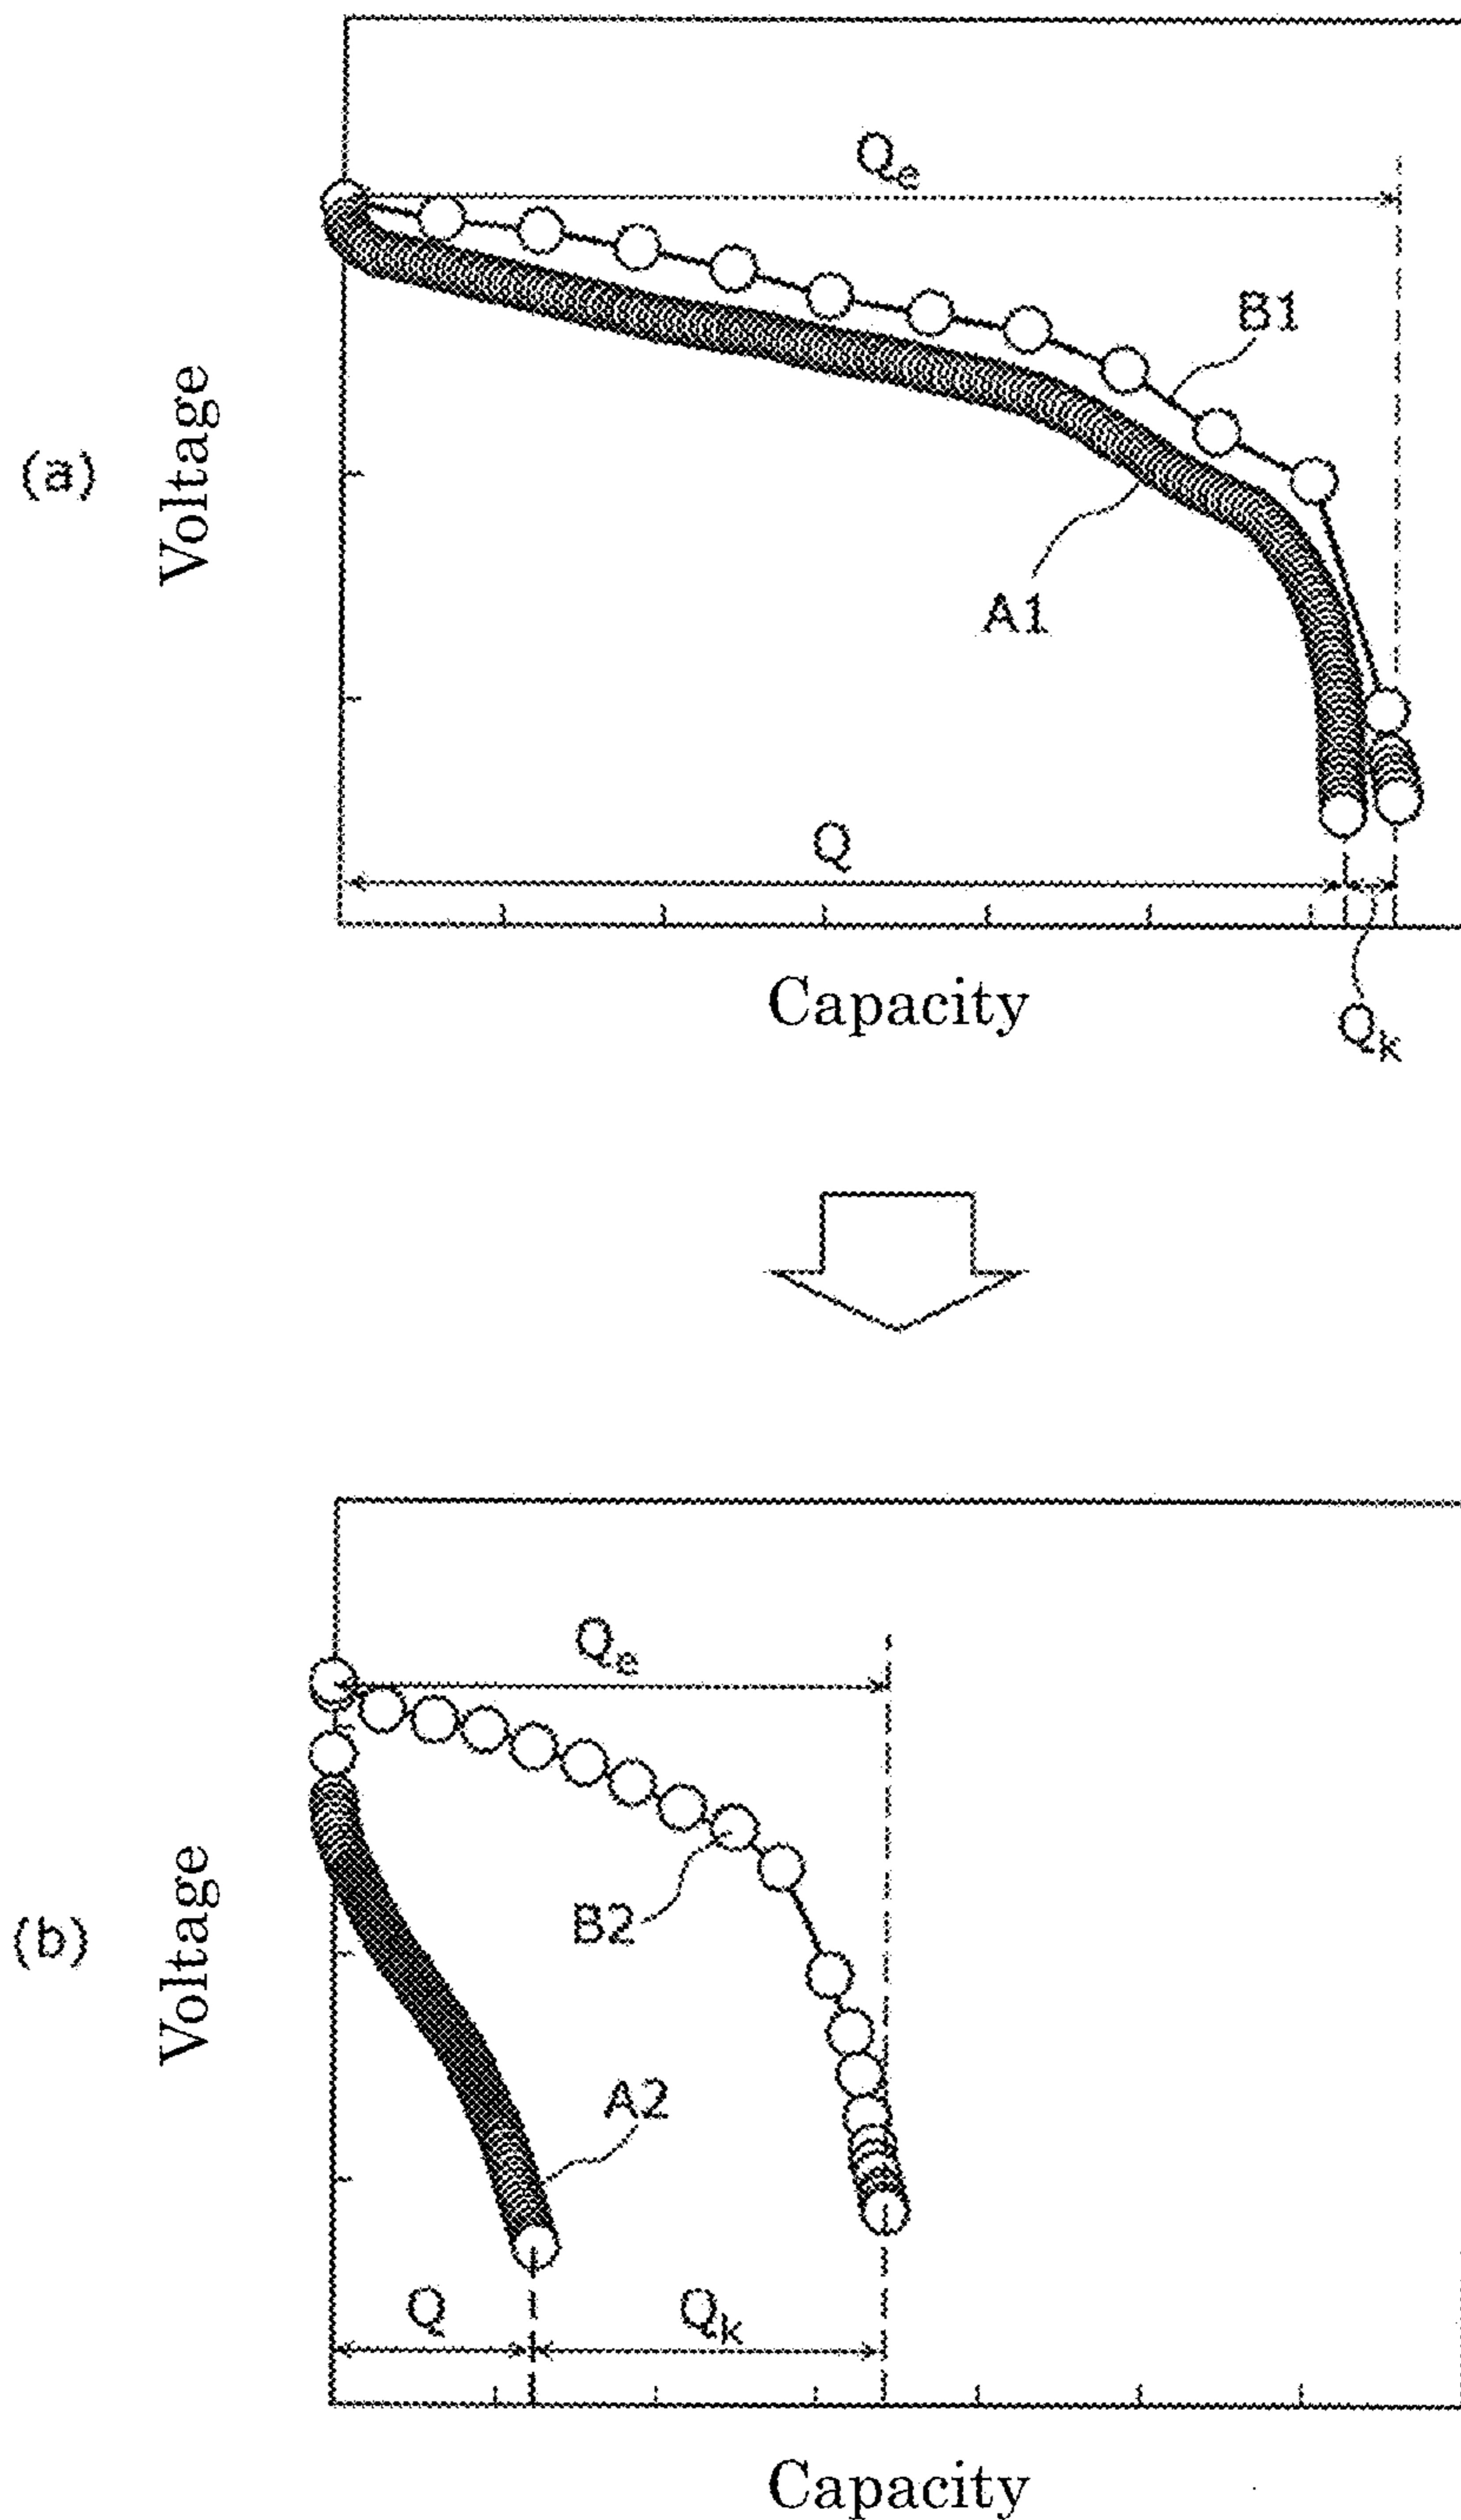 (a)
Voltage
Qe
B1
A1
Q
Capacity
Qk
(b)
Voltage
Qe
B2
A2
Q
Qk
Capacity